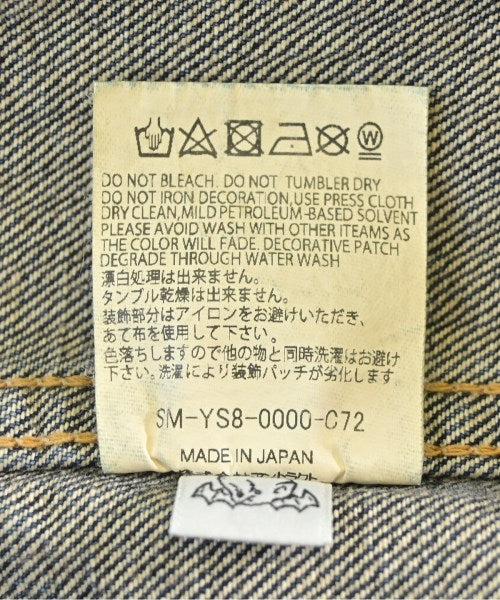 W
DO NOT BLEACH. DO NOT TUMBLER DRY
DO NOT IRON DECORATION,USE PRESS CLOTH
DRY CLEAN,MILD PETROLEUM-BASED SOLVENT
PLEASE AVOID WASH WITH OTHER ITEAMS AS
THE COLOR WILL FADE. DECORATIVE PATCH
DEGRADE THROUGH WATER WASH
漂白処理は出来ません。
タンブル乾燥は出来ません。
装飾部分はアイロンをお避けいただき、
あて布を使用して下さい。
色落ちしますので他の物と同時洗濯はお避け
下さい。洗濯により装飾パッチが劣化します
SM-YS8-0000-C72
MADE IN JAPAN